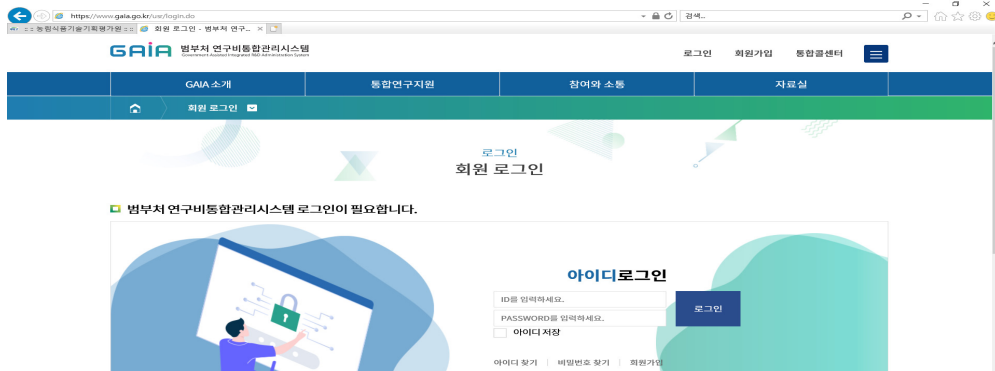 https://www.gaia.go.kr/usr/login.do
검색...
::: 농림식품기술기획평가원 :::
회원 로그인 - 범부처 연구...
GAIA 범부처 연구비통합관리시스템
Government Assisted Integrated R&D Administration System
로그인 회원가입 통합콜센터
GAIA 소개 통합연구지원 참여와 소통 자료실
회원 로그인
로그인
회원 로그인
범부처 연구비통합관리시스템 로그인이 필요합니다.
아이디로그인
ID를 입력하세요.
PASSWORD를 입력하세요.
로그인
아이디 저장
아이디 찾기 | 비밀번호 찾기 | 회원가입